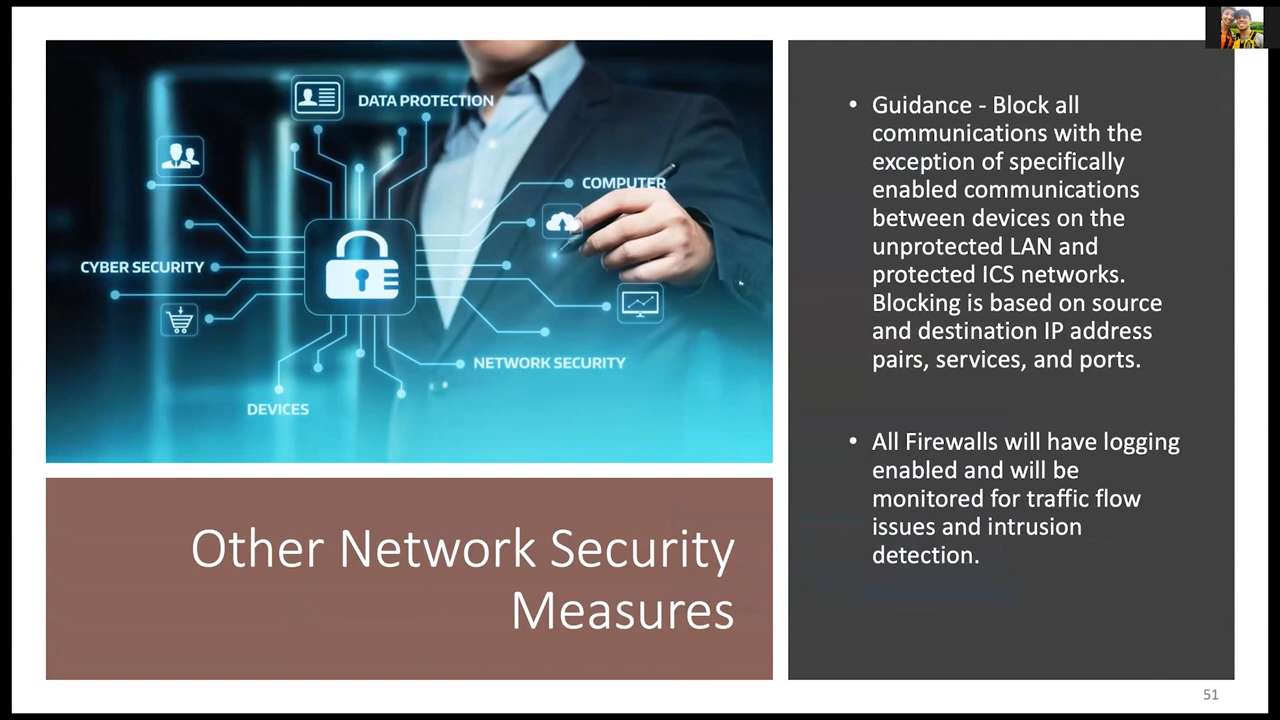 DATA PROTECTION
COMPUTER
CYBER SECURITY
NETWORK SECURITY
DEVICES
Other Network Security
Measures
• Guidance - Block all
communications with the
exception of specifically
enabled communications
between devices on the
unprotected LAN and
protected ICS networks.
Blocking is based on source
and destination IP address
pairs, services, and ports.
• All Firewalls will have logging
enabled and will be
monitored for traffic flow
issues and intrusion
detection.
51